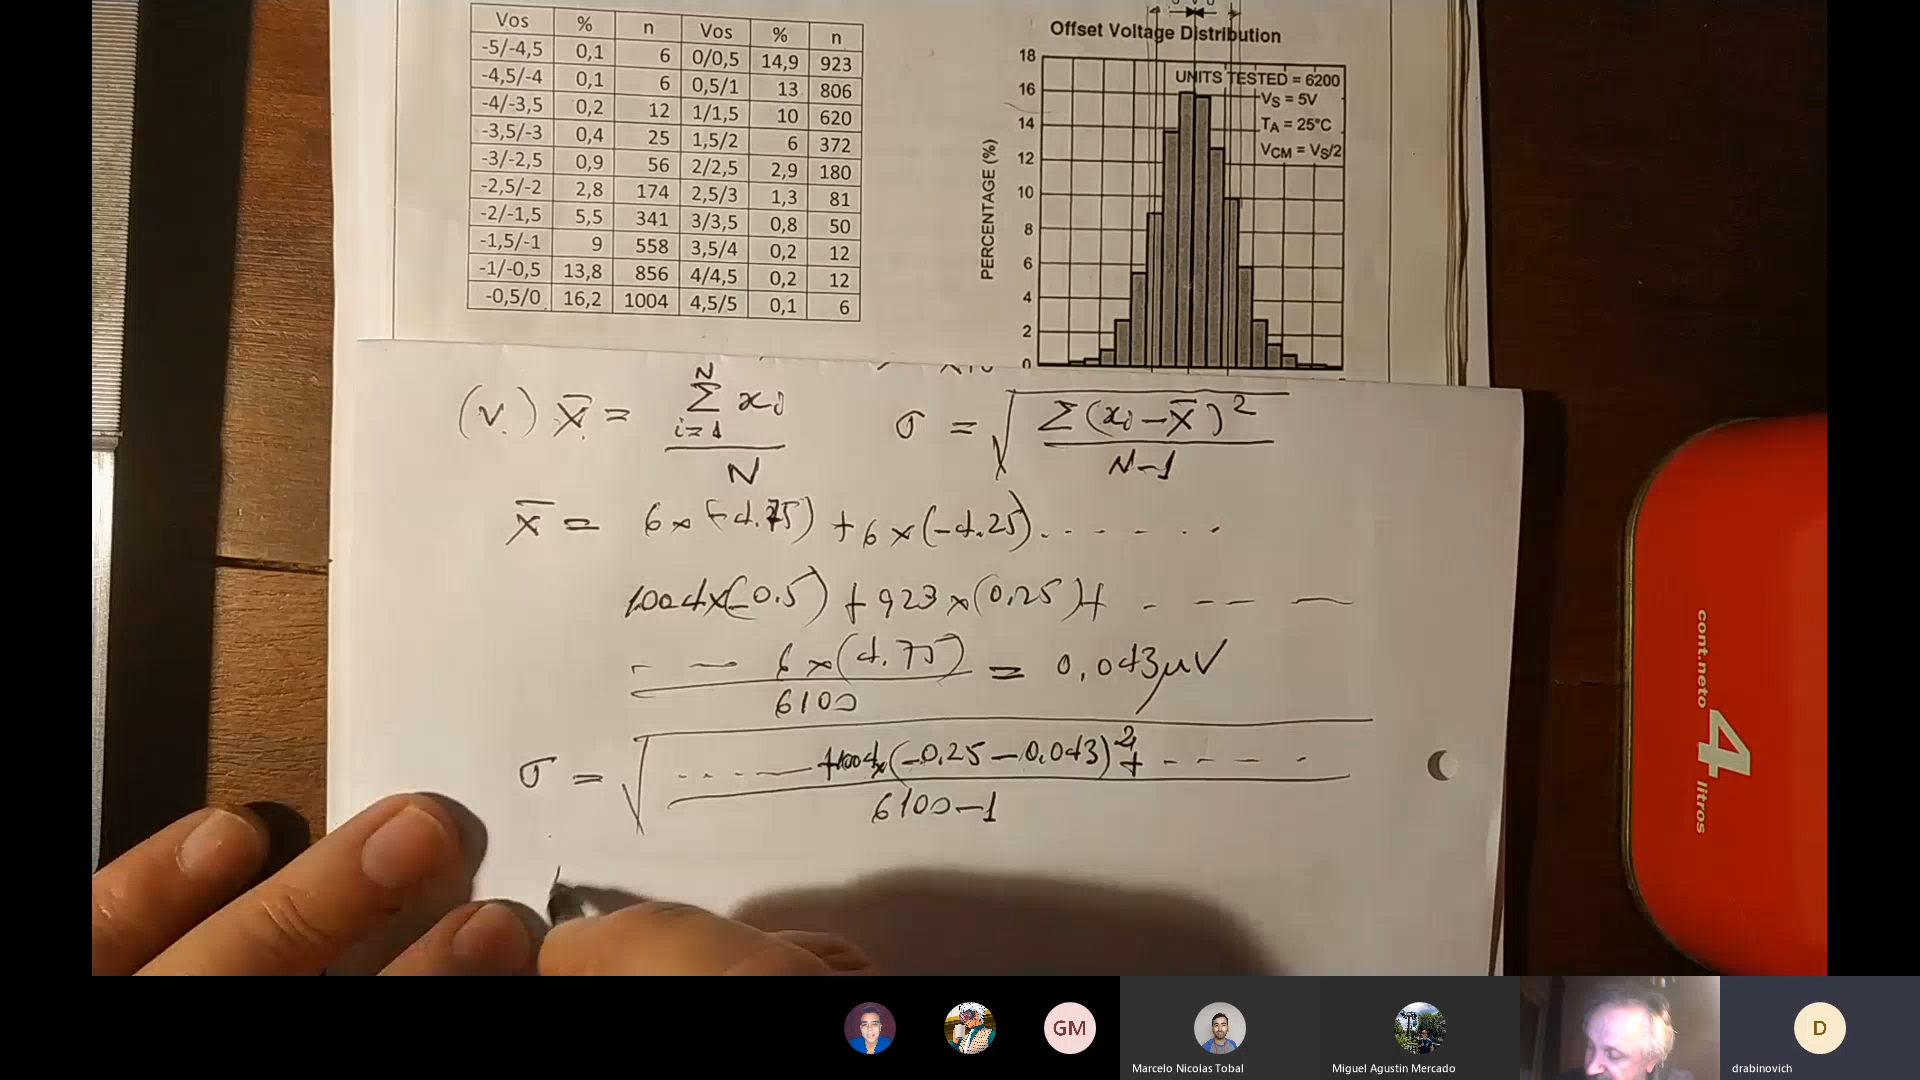 Vos % n Vos % n
-5/-4,5 0,1 6 0/0,5 14,9 923
-4,5/-4 0,1 6 0,5/1 13 806
-4/-3,5 0,2 12 1/1,5 10 620
-3,5/-3 0,4 25 1,5/2 6 372
-3/-2,5 0,9 56 2/2,5 2,9 180
-2,5/-2 2,8 174 2,5/3 1,3 81
-2/-1,5 5,5 341 3/3,5 0,8 50
-1,5/-1 9 558 3,5/4 0,2 12
-1/-0,5 13,8 856 4/4,5 0,2 12
-0,5/0 16,2 1004 4,5/5 0,1 6
Offset Voltage Distribution
18
16
14
12
10
8
6
4
2
0
PERCENTAGE (%)
UNITS TESTED = 6200
VS = 5V
TA = 25°C
VCM = VS/2
(V.) x̄ = Σ_{i=1}^{N} xi / N σ = √(Σ(xi - x̄)² / N-1)
x̄ = 6×(-4.75) + 6×(-4.25) . - - - - .
1004×(-0.5) + 923×(0.25) + - -- —
- — 6×(4.75) = 0.043μV
6100
σ = √( ... — +1004×(-0.25-0.043)² + - - - -
6100-1
cont.neto
4
litros
GM
Marcelo Nicolas Tobal
Miguel Agustin Mercado
D
drabinovich